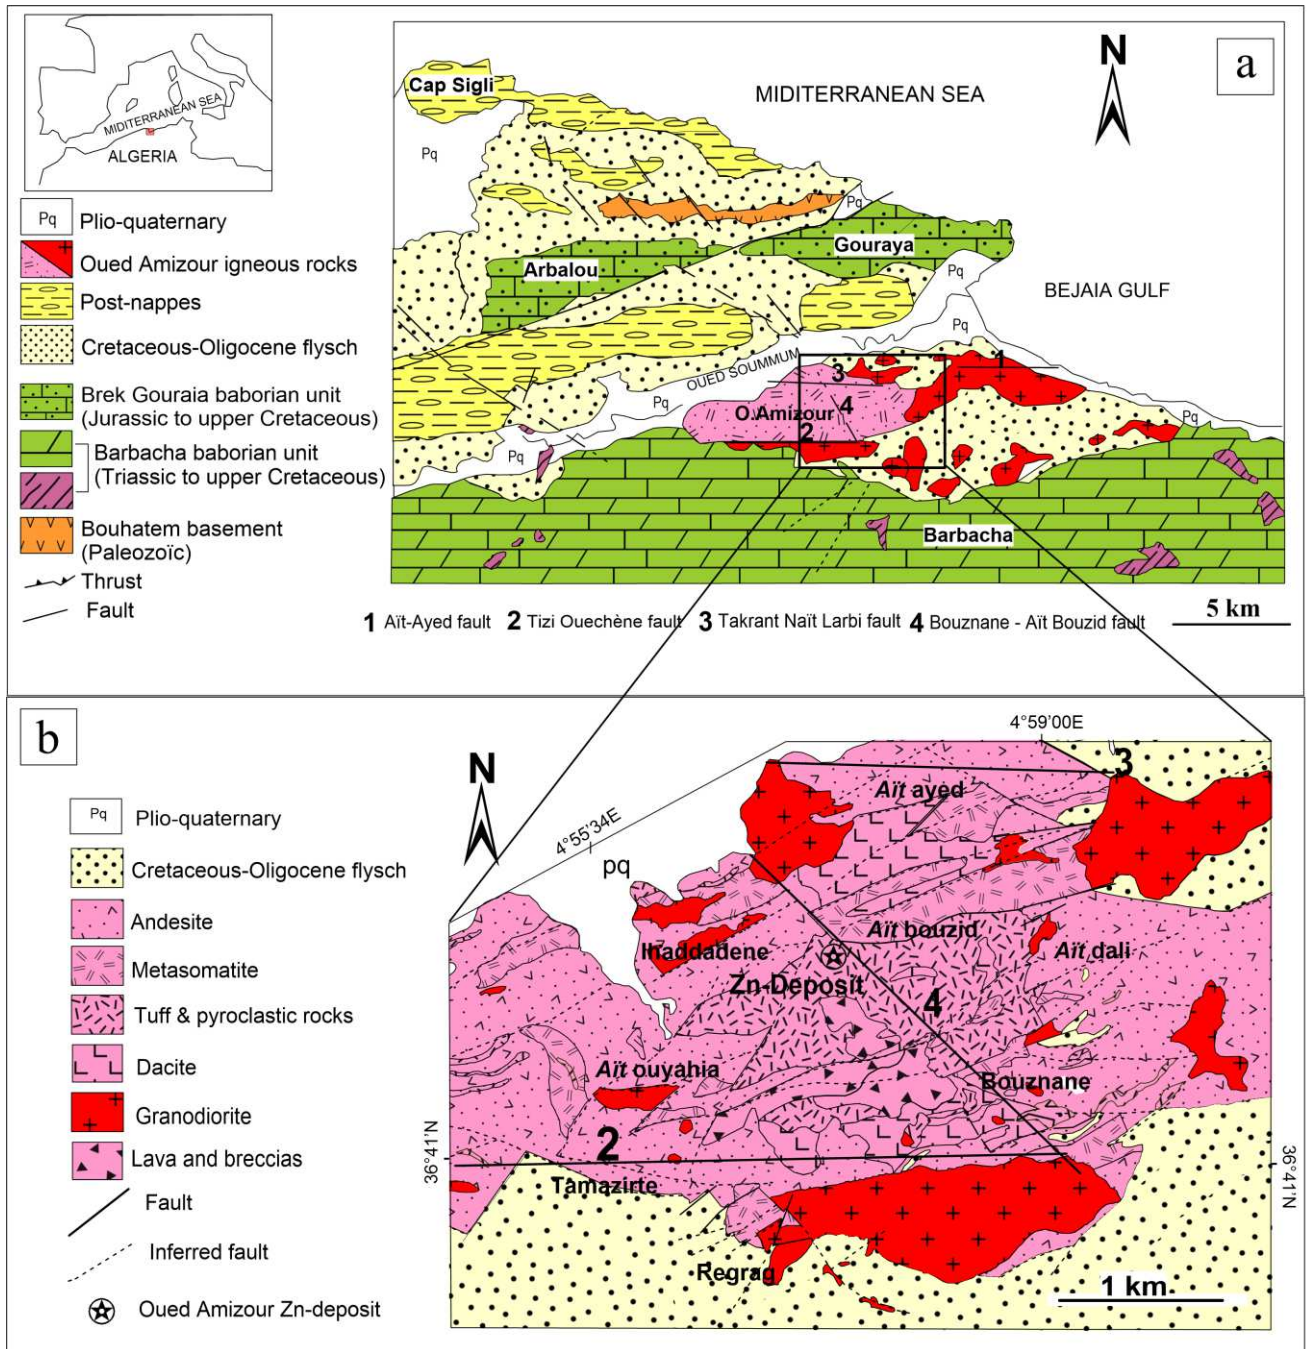 MIDITERRANEAN SEA
ALGERIA
a
N
Cap Sigli
MIDITERRANEAN SEA
Pq
Pq
Gouraya
Arbalou
Pq
BEJAIA GULF
Pq
OUED SOUMMUM
1
3
Pq
4
O.Amizour
2
Pq
Pq
Barbacha
Pq Plio-quaternary
Oued Amizour igneous rocks
Post-nappes
Cretaceous-Oligocene flysch
Brek Gouraia baborian unit
(Jurassic to upper Cretaceous)
Barbacha baborian unit
(Triassic to upper Cretaceous)
Bouhatem basement
(Paleozoïc)
Thrust
Fault
1 Aït-Ayed fault 2 Tizi Ouechène fault 3 Takrant Naït Larbi fault 4 Bouznane - Aït Bouzid fault
5 km
b
N
4°59'00E
4°55'34E
3
Aït ayed
pq
Aït bouzid
Inaddadene
Aït dali
Zn-Deposit
4
Aït ouyahia
Bouznane
2
36°41'N
36°41'N
Tamazirte
Regrag
1 km
Pq Plio-quaternary
Cretaceous-Oligocene flysch
Andesite
Metasomatite
Tuff & pyroclastic rocks
Dacite
Granodiorite
Lava and breccias
Fault
Inferred fault
Oued Amizour Zn-deposit